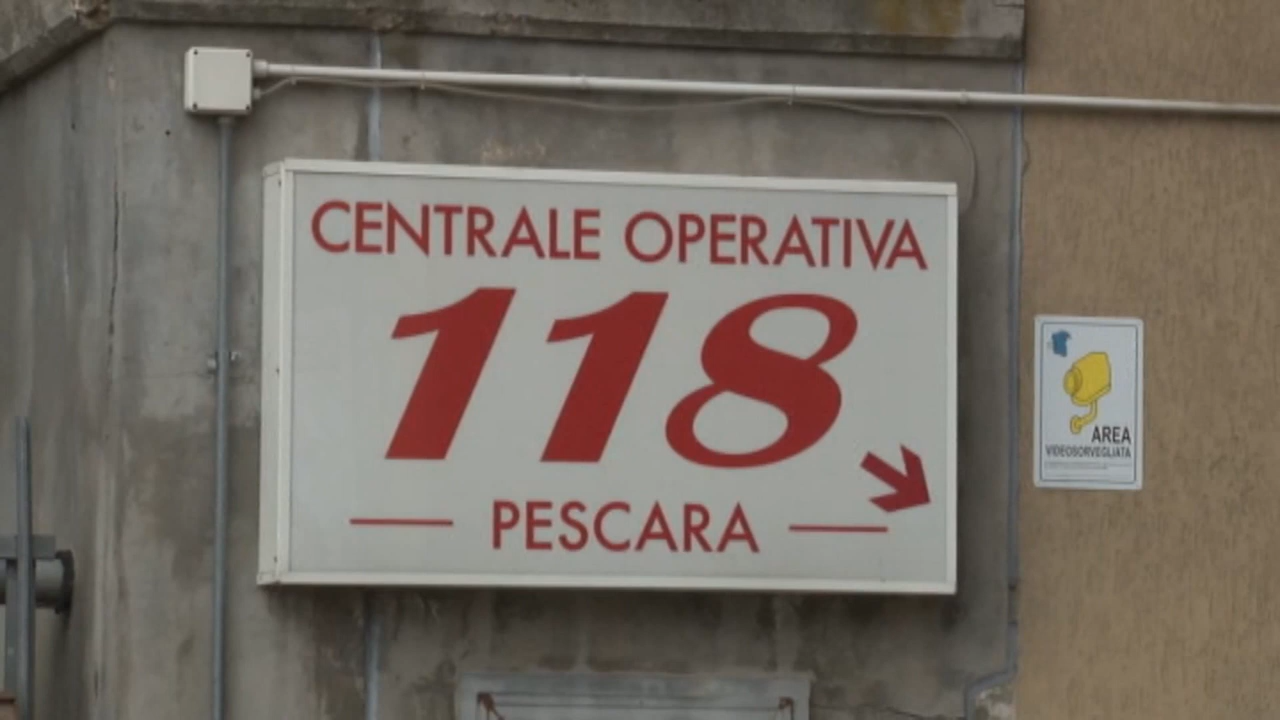 CENTRALE OPERATIVA
118
PESCARA
AREA
VIDEOSORVEGLIATA